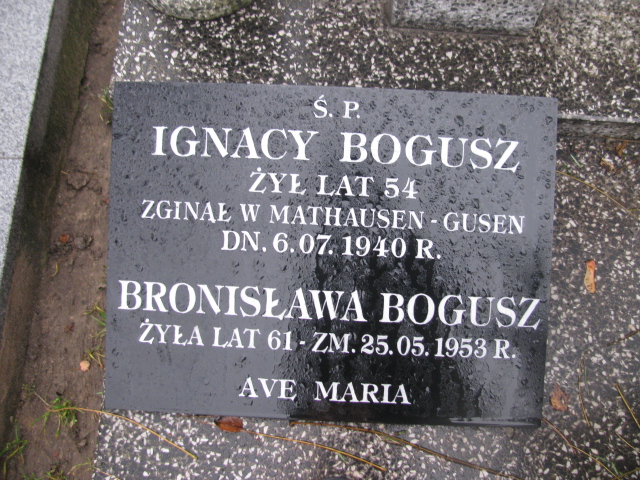 Ś. P.
IGNACY BOGUSZ
ŻYŁ LAT 54
ZGINĄŁ W MATHAUSEN - GUSEN
DN. 6.07.1940 R.
BRONISŁAWA BOGUSZ
ŻYŁA LAT 61 - ZM. 25.05.1953 R.
AVE MARIA